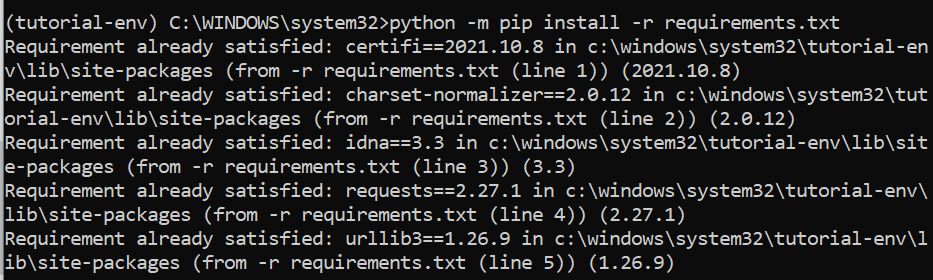 (tutorial-env) C:\WINDOWS\system32>python -m pip install -r requirements.txt
Requirement already satisfied: certifi==2021.10.8 in c:\windows\system32\tutorial-en
v\lib\site-packages (from -r requirements.txt (line 1)) (2021.10.8)
Requirement already satisfied: charset-normalizer==2.0.12 in c:\windows\system32\tut
orial-env\lib\site-packages (from -r requirements.txt (line 2)) (2.0.12)
Requirement already satisfied: idna==3.3 in c:\windows\system32\tutorial-env\lib\sit
e-packages (from -r requirements.txt (line 3)) (3.3)
Requirement already satisfied: requests==2.27.1 in c:\windows\system32\tutorial-env\
lib\site-packages (from -r requirements.txt (line 4)) (2.27.1)
Requirement already satisfied: urllib3==1.26.9 in c:\windows\system32\tutorial-env\l
ib\site-packages (from -r requirements.txt (line 5)) (1.26.9)